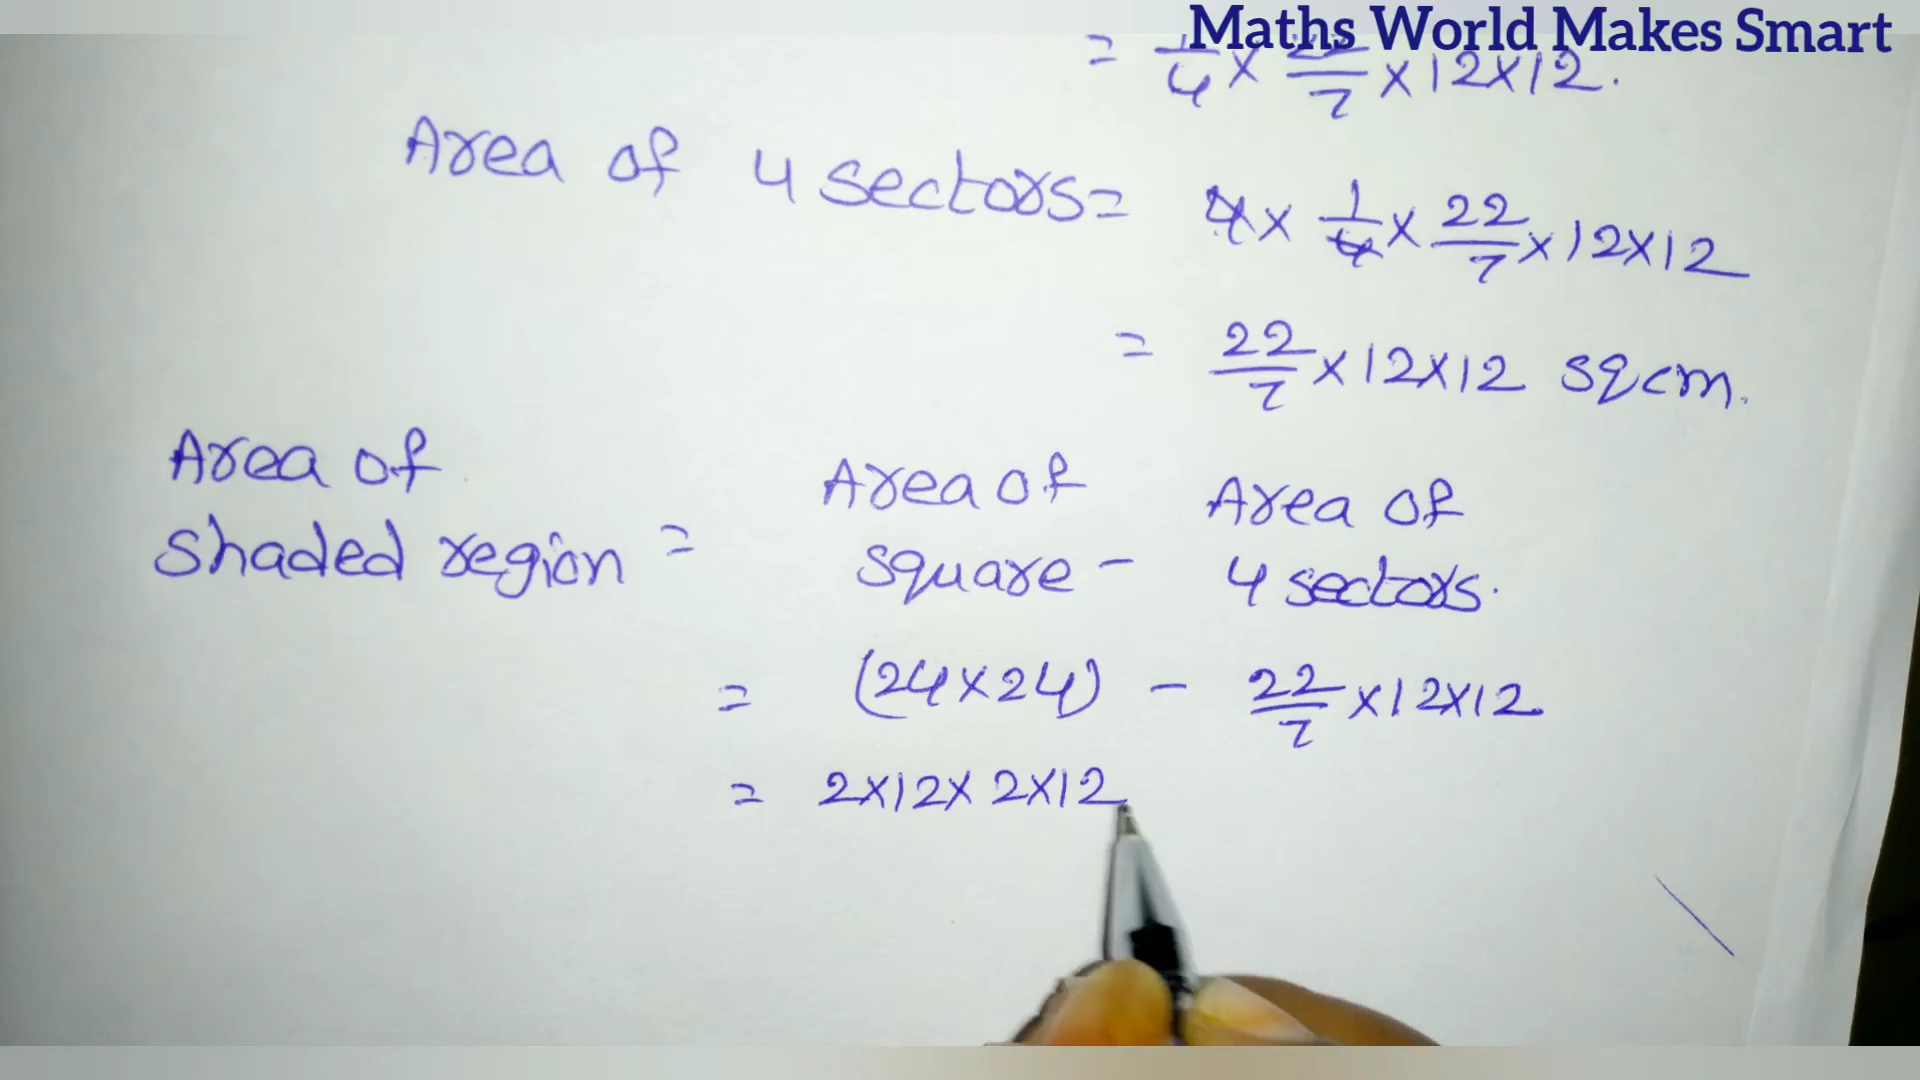 Maths World Makes Smart
= 1/4 × 22/7 × 12×12.
Area of 4 sectors = 4 × 1/4 × 22/7 × 12×12
= 22/7 × 12×12 sq cm.
Area of shaded region = Area of square - Area of 4 sectors.
= (24×24) - 22/7 ×12×12
= 2×12× 2×12